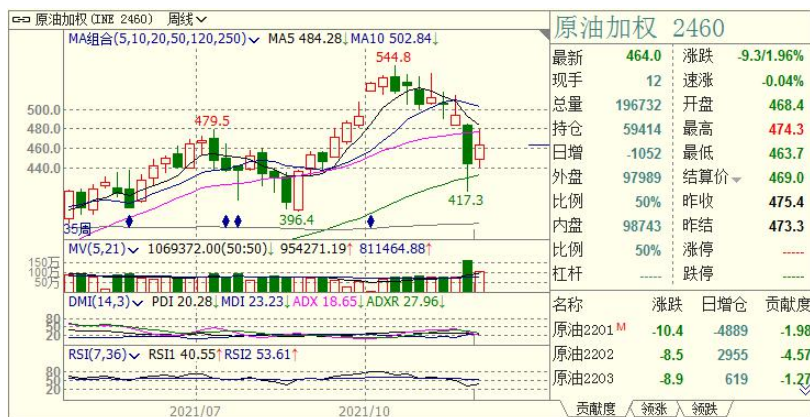 原油加权(INE 2460) 周线
MA组合(5,10,20,50,120,250) MA5 484.28↓ MA10 502.84↓
544.8
500.0
480.0
479.5
460.0
440.0
396.4
417.3
35周
MV(5,21) 1069372.00(50:50)↓ 954271.19↑ 811464.88↑
150万
100万
50万
DMI(14,3) PDI 20.28↓ MDI 23.23↓ ADX 18.65↓ ADXR 27.96↓
80
50
20
RSI(7,36) RSI1 40.55↑ RSI2 53.61↑
80
50
20
2021/07 2021/10
原油加权 2460
最新 464.0 涨跌 -9.3/1.96%
现手 12 速涨 -0.04%
总量 196732 开盘 468.4
持仓 59414 最高 474.3
日增 -1052 最低 463.7
外盘 97989 结算价 469.0
比例 50% 昨收 475.4
内盘 98743 昨结 473.3
比例 50% 涨停 -----
杠杆 ----- 跌停 -----
名称 涨跌 日增仓 贡献度
原油2201 M -10.4 -4889 -1.98
原油2202 -8.5 2955 -4.57
原油2203 -8.9 619 -1.27
贡献度 领涨 领跌